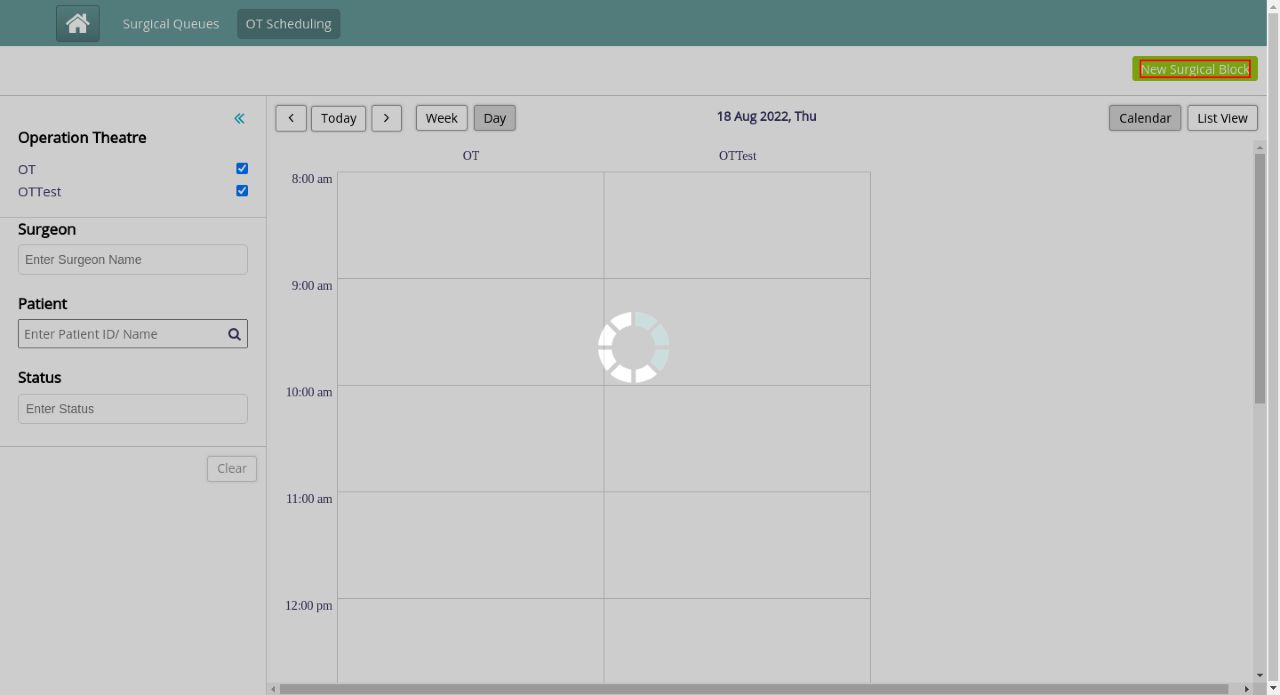 Surgical Queues
OT Scheduling
New Surgical Block
Operation Theatre
OT
OTTest
Surgeon
Enter Surgeon Name
Patient
Enter Patient ID/ Name
Status
Enter Status
Clear
Today
Week
Day
18 Aug 2022, Thu
Calendar
List View
OT
OTTest
8:00 am
9:00 am
10:00 am
11:00 am
12:00 pm